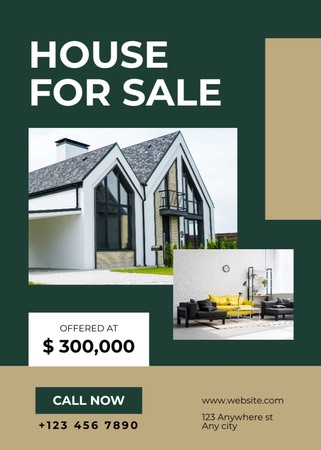 HOUSE
FOR SALE
OFFERED AT
$ 300,000
CALL NOW
+123 456 7890
www.website.com
123 Anywhere st
Any city